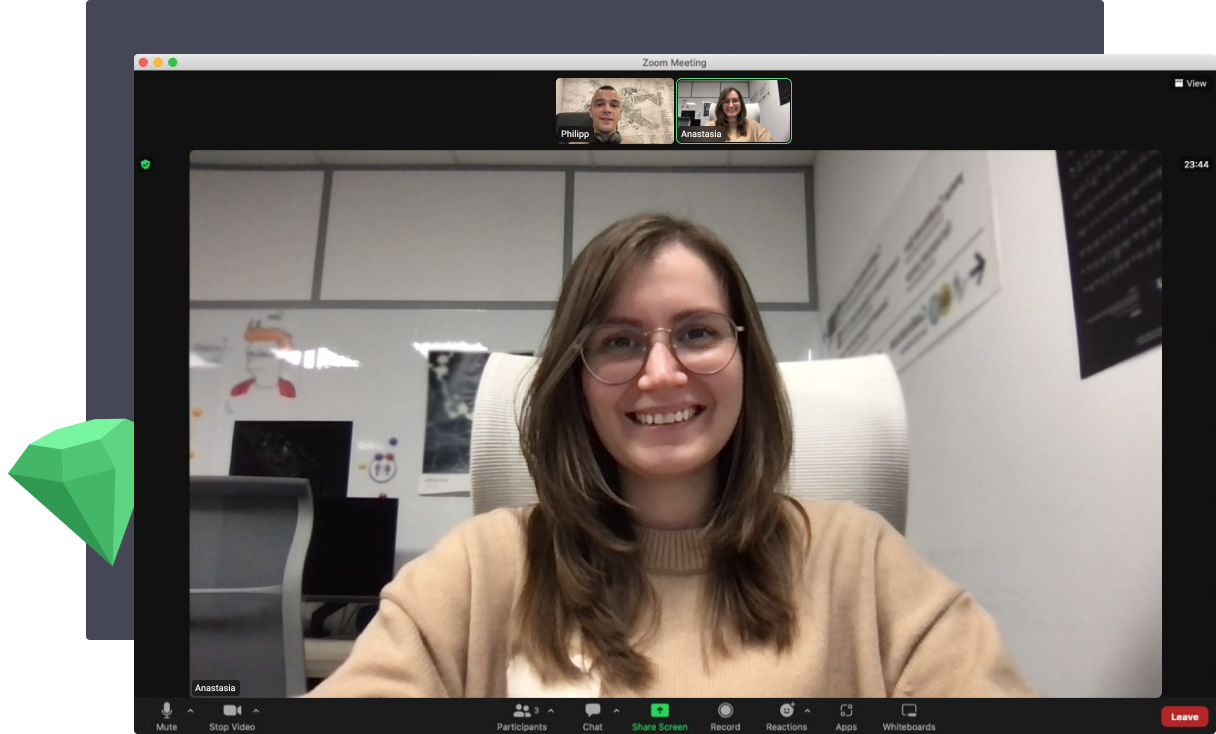 Zoom Meeting
View
Philipp
Anastasia
23:44
Anastasia
Mute
Stop Video
Participants
3
Chat
Share Screen
Record
Reactions
Apps
Whiteboards
Leave